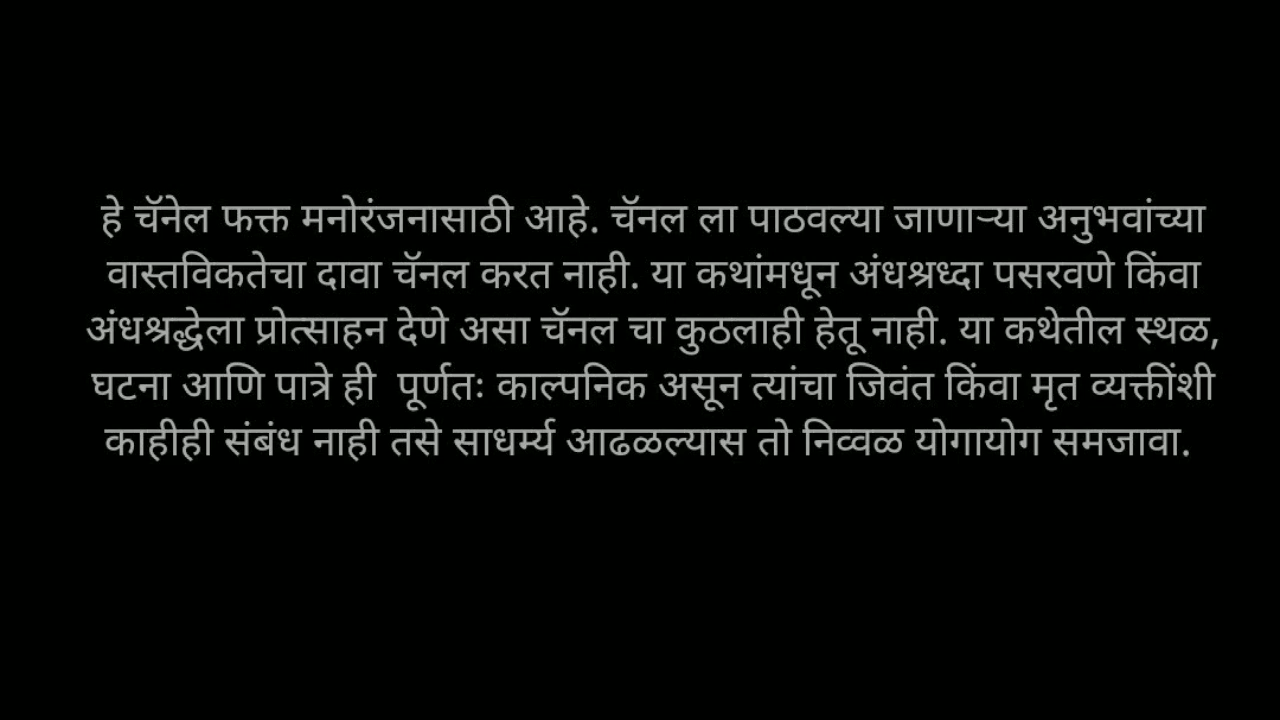 हे चॅनेल फक्त मनोरंजनासाठी आहे. चॅनल ला पाठवल्या जाणाऱ्या अनुभवांच्या
वास्तविकतेचा दावा चॅनल करत नाही. या कथांमधून अंधश्रध्दा पसरवणे किंवा
अंधश्रद्धेला प्रोत्साहन देणे असा चॅनल चा कुठलाही हेतू नाही. या कथेतील स्थळ,
घटना आणि पात्रे ही  पूर्णतः काल्पनिक असून त्यांचा जिवंत किंवा मृत व्यक्तींशी
काहीही संबंध नाही तसे साधर्म्य आढळल्यास तो निव्वळ योगायोग समजावा.